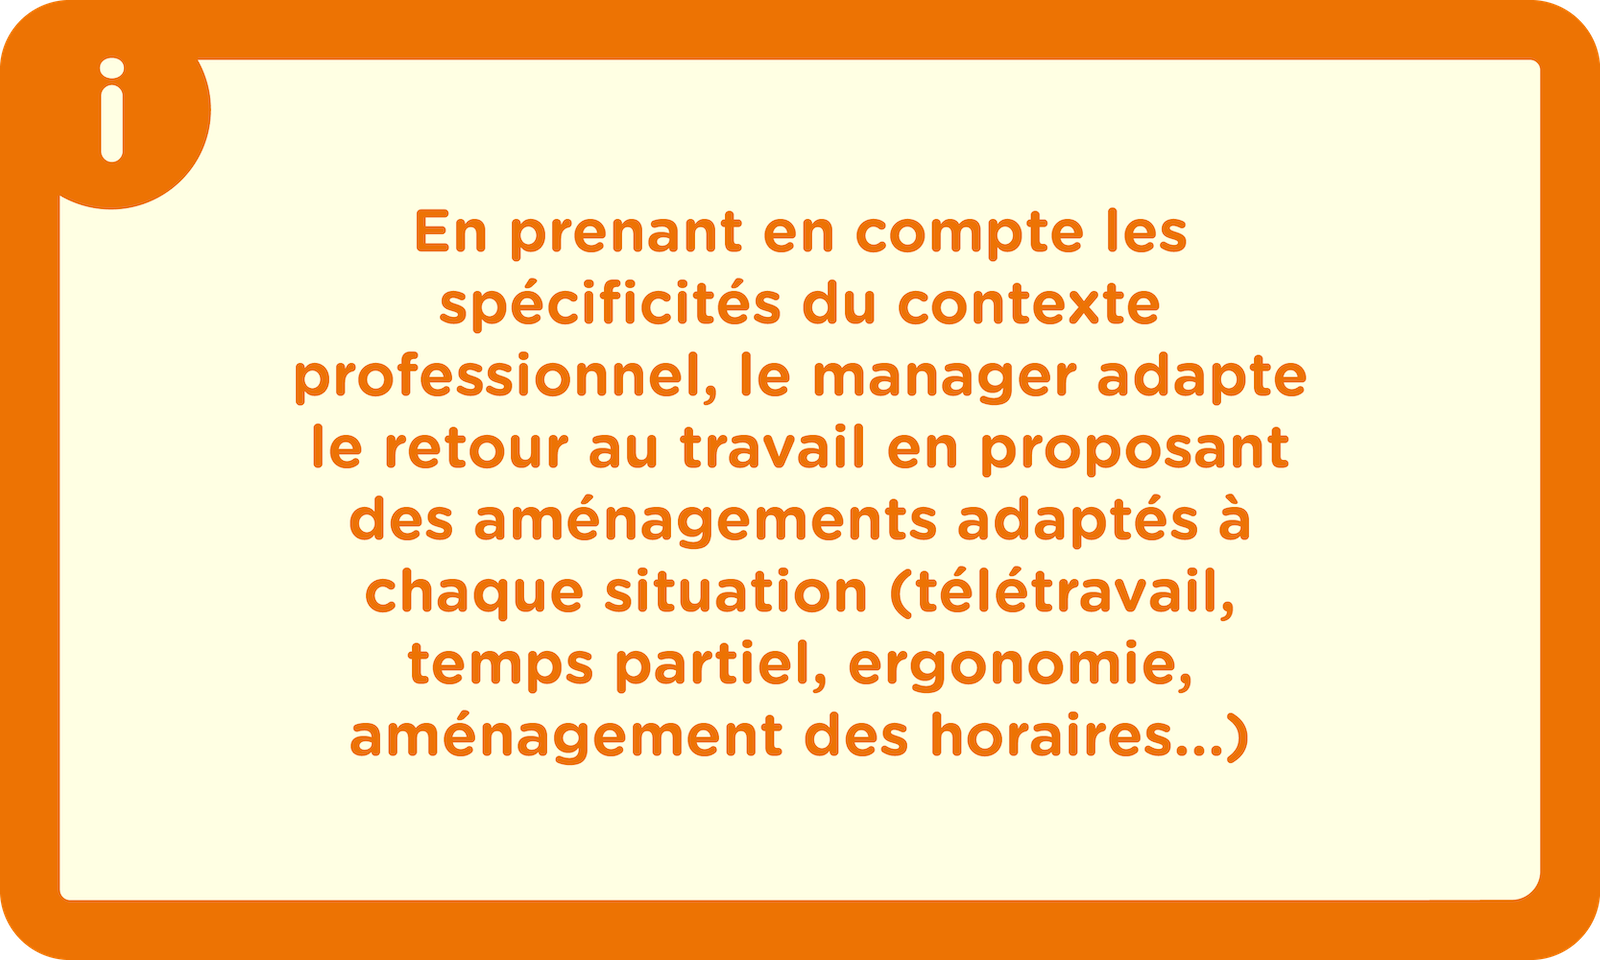 i
En prenant en compte les
spécificités du contexte
professionnel, le manager adapte
le retour au travail en proposant
des aménagements adaptés à
chaque situation (télétravail,
temps partiel, ergonomie,
aménagement des horaires...)